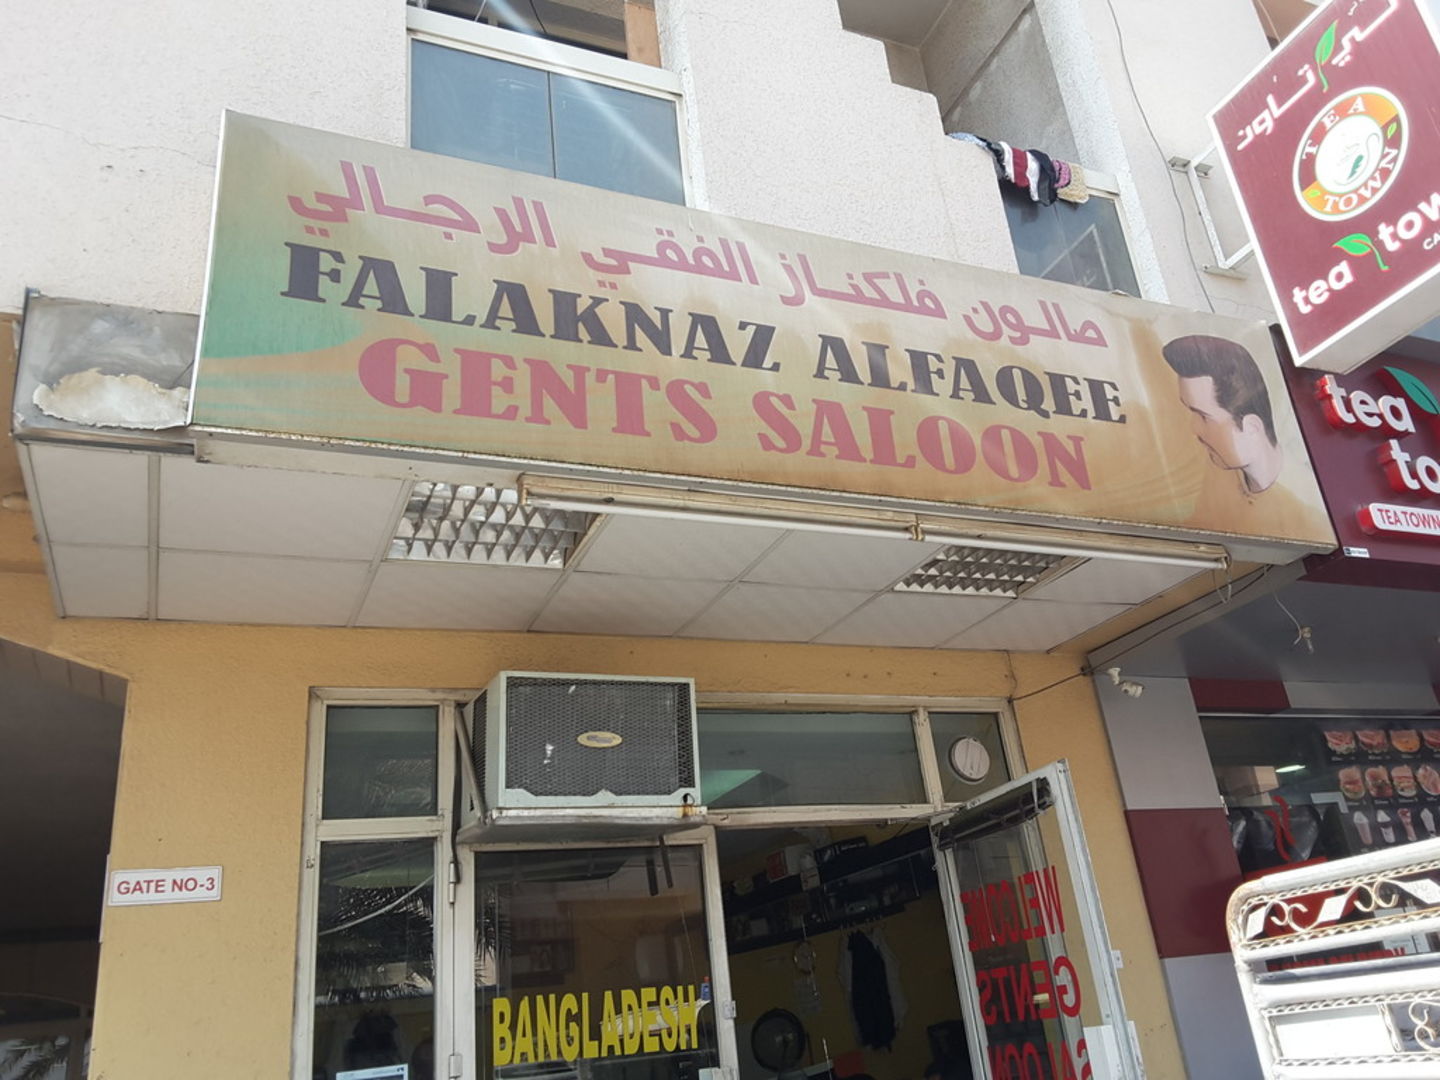 صالون فلكناز الفقي الرجالي
FALAKNAZ ALFAQEE
GENTS SALOON
GATE NO-3
BANGLADESH
WELCOME
GENTS
SALOON
تي تاون
TEA
TOWN
tea town
tea
TEA TOWN